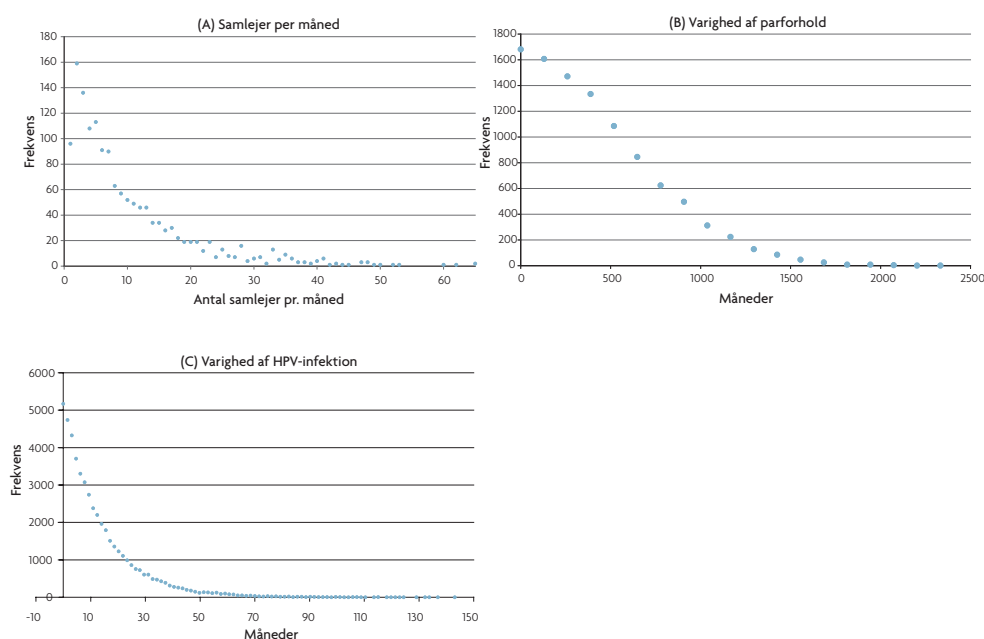 (A) Samlejer per måned
180
160
140
120
100
80
60
40
20
0
Frekvens
0 10 20 30 40 50 60
Antal samlejer pr. måned
(B) Varighed af parforhold
1800
1600
1400
1200
1000
800
600
400
200
0
Frekvens
0 500 1000 1500 2000 2500
Måneder
(C) Varighed af HPV-infektion
6000
5000
4000
3000
2000
1000
0
Frekvens
-10 10 30 50 70 90 110 130 150
Måneder